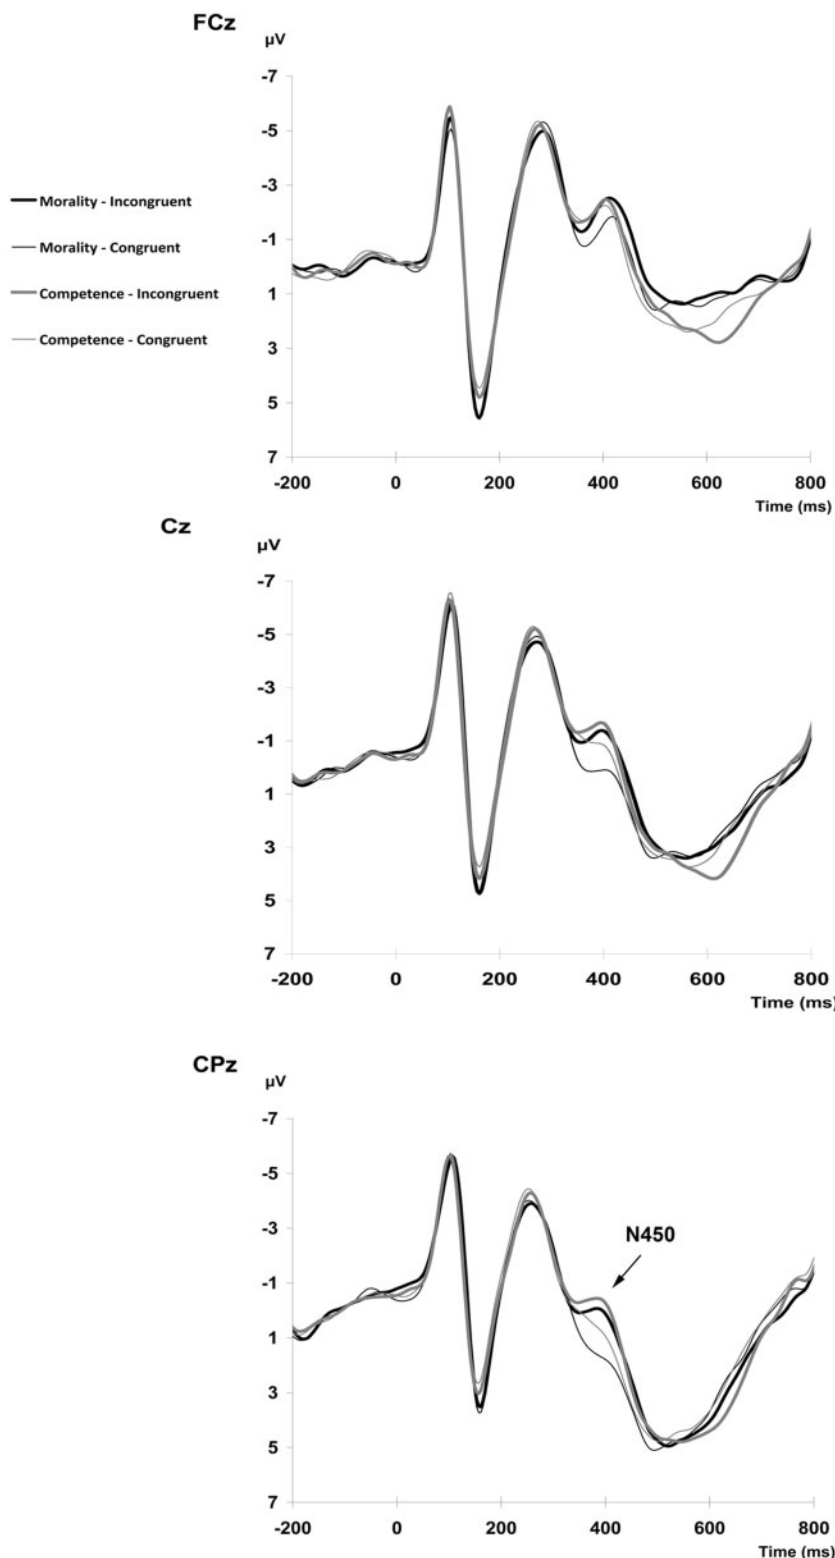 FCz
µV
-7
-5
-3
-1
1
3
5
7
-200 0 200 400 600 800
Time (ms)
Morality - Incongruent
Morality - Congruent
Competence - Incongruent
Competence - Congruent
Cz
µV
-7
-5
-3
-1
1
3
5
7
-200 0 200 400 600 800
Time (ms)
CPz
µV
-7
-5
-3
-1
1
3
5
7
N450
-200 0 200 400 600 800
Time (ms)